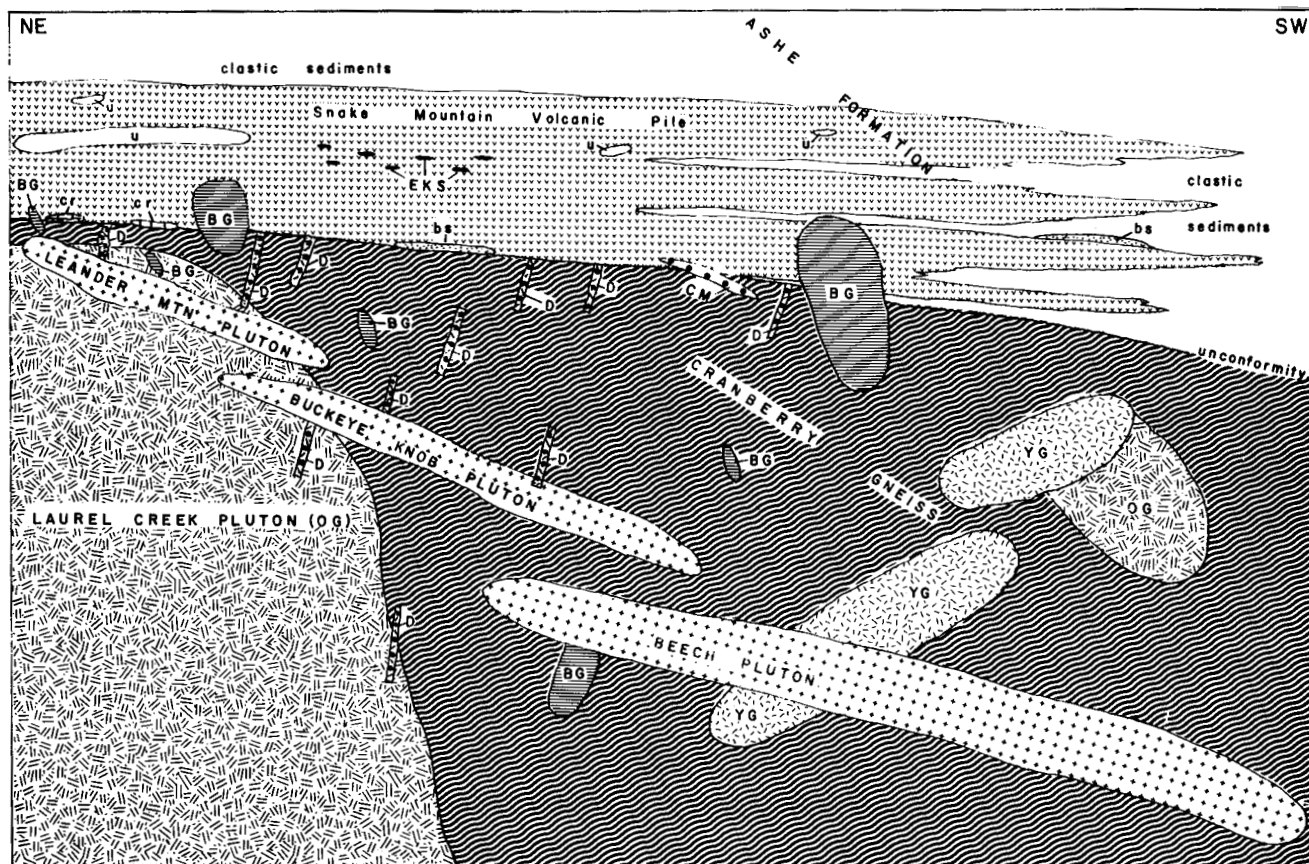 NE
SW
ASHE
FORMATION
clastic sediments
u
Snake Mountain Volcanic Pile
u
u
u
EKS
clastic
sediments
BG
cr
cr
BG
bs
bs
D
D
D
BG
D
D
CM
D
BG
LEANDER MTN. PLUTON
BG
D
unconformity
CRANBERRY
GNEISS
D
BUCKEYE KNOB PLUTON
D
D
BG
YG
OG
LAUREL CREEK PLUTON (OG)
D
YG
BEECH PLUTON
BG
YG